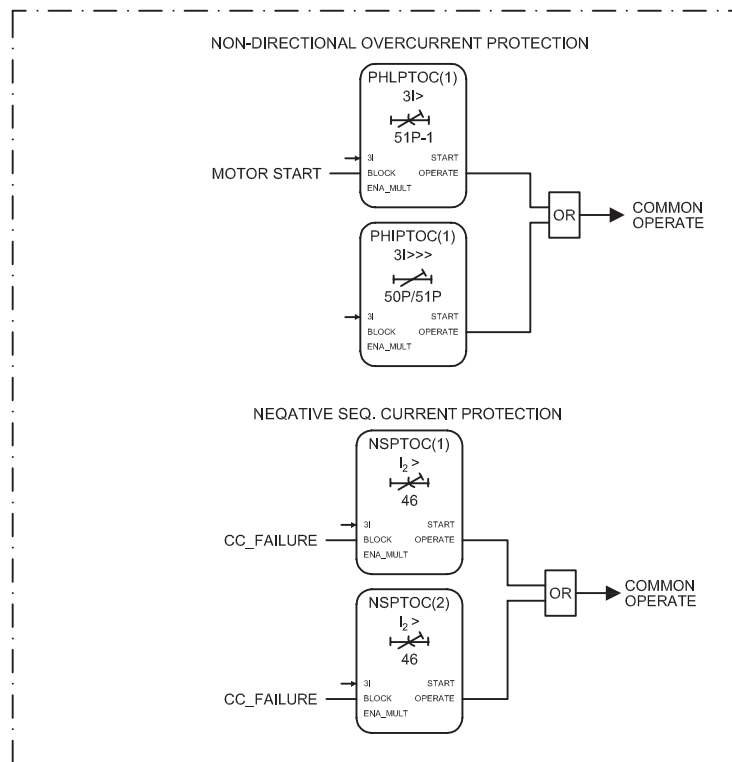 NON-DIRECTIONAL OVERCURRENT PROTECTION
PHLPTOC(1)
3I>
51P-1
3I START
MOTOR START BLOCK OPERATE
ENA_MULT
OR COMMON
OPERATE
PHIPTOC(1)
3I>>>
50P/51P
3I START
BLOCK OPERATE
ENA_MULT
NEQATIVE SEQ. CURRENT PROTECTION
NSPTOC(1)
I2 >
46
3I START
CC_FAILURE BLOCK OPERATE
ENA_MULT
OR COMMON
OPERATE
NSPTOC(2)
I2 >
46
3I START
CC_FAILURE BLOCK OPERATE
ENA_MULT